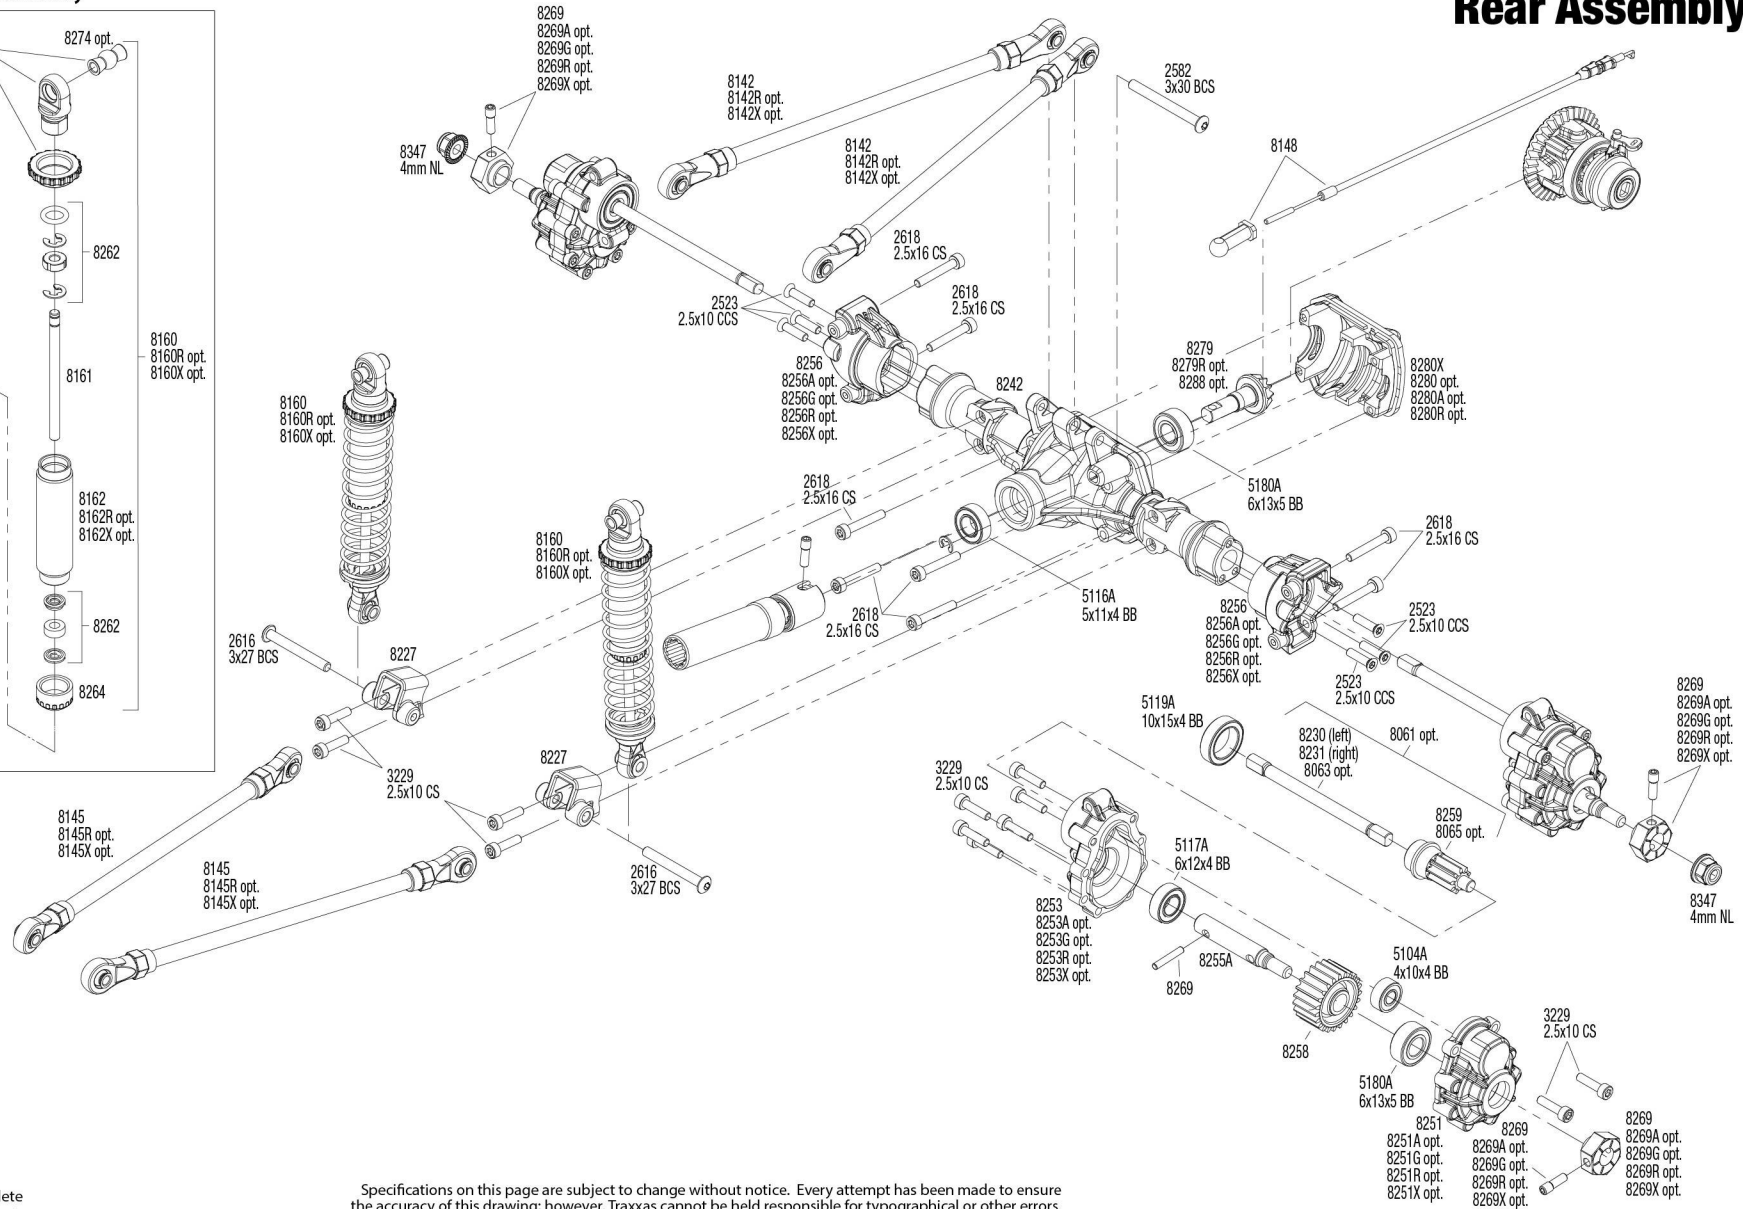 Rear Assembly
8274 opt.
8262
8161
8160
8160R opt.
8160X opt.
8162
8162R opt.
8162X opt.
8262
8264
8269
8269A opt.
8269G opt.
8269R opt.
8269X opt.
8347
4mm NL
8142
8142R opt.
8142X opt.
8142
8142R opt.
8142X opt.
2582
3x30 BCS
8148
2618
2.5x16 CS
2618
2.5x16 CS
2523
2.5x10 CCS
8256
8256A opt.
8256G opt.
8256R opt.
8256X opt.
8242
8279
8279R opt.
8288 opt.
8280X
8280 opt.
8280A opt.
8280R opt.
8160
8160R opt.
8160X opt.
8160
8160R opt.
8160X opt.
2618
2.5x16 CS
5180A
6x13x5 BB
2618
2.5x16 CS
5116A
5x11x4 BB
2618
2.5x16 CS
8256
8256A opt.
8256G opt.
8256R opt.
8256X opt.
2523
2.5x10 CCS
2523
2.5x10 CCS
2616
3x27 BCS
8227
8227
3229
2.5x10 CS
2616
3x27 BCS
8145
8145R opt.
8145X opt.
8145
8145R opt.
8145X opt.
5119A
10x15x4 BB
8230 (left)
8231 (right)
8063 opt.
8061 opt.
8259
8065 opt.
8269
8269A opt.
8269G opt.
8269R opt.
8269X opt.
8347
4mm NL
3229
2.5x10 CS
5117A
6x12x4 BB
8253
8253A opt.
8253G opt.
8253R opt.
8253X opt.
8255A
8269
5104A
4x10x4 BB
8258
5180A
6x13x5 BB
3229
2.5x10 CS
8251
8251A opt.
8251G opt.
8251R opt.
8251X opt.
8269
8269A opt.
8269G opt.
8269R opt.
8269X opt.
8269
8269A opt.
8269G opt.
8269R opt.
8269X opt.
Specifications on this page are subject to change without notice. Every attempt has been made to ensure
the accuracy of this drawing; however, Traxxas cannot be held responsible for typographical or other errors.